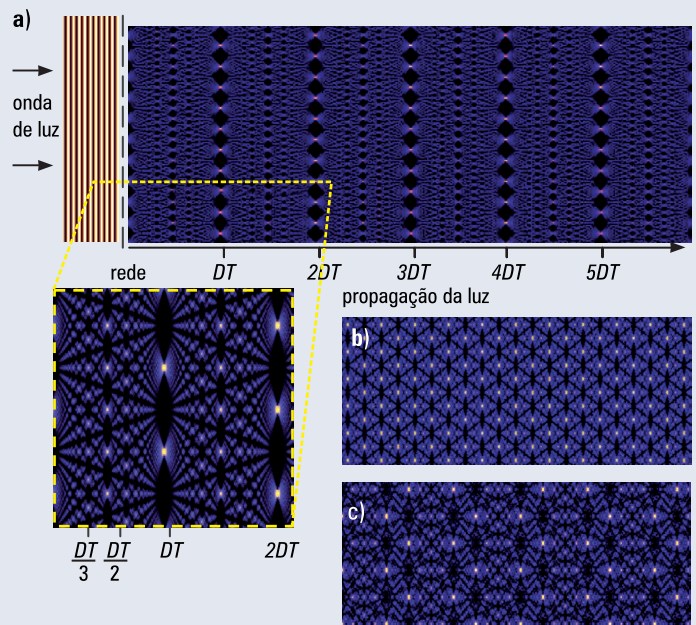 a)
onda
de luz
rede
DT
2DT
3DT
4DT
5DT
propagação da luz
DT/3
DT/2
DT
2DT
b)
c)